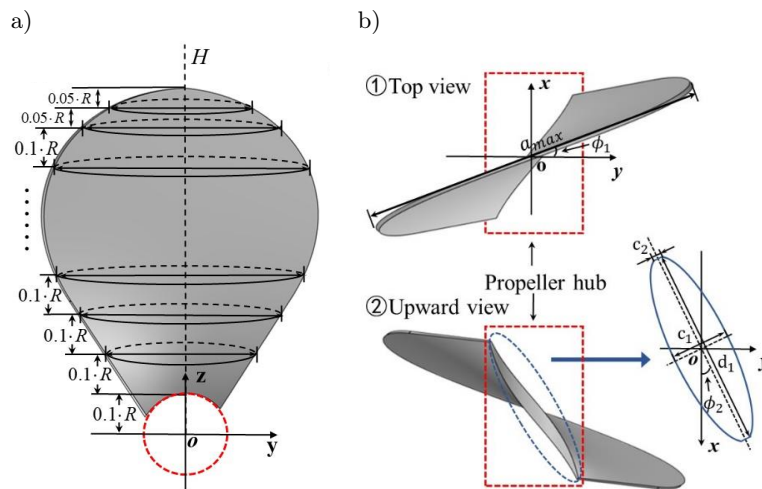 a)
H
0.05·R
0.05·R
0.1·R
0.1·R
0.1·R
0.1·R
0.1·R
z
o
y
b)
①Top view
x
a_max
ϕ₁
o
y
Propeller hub
②Upward view
c₂
c₁
o
d₁
ϕ₂
x